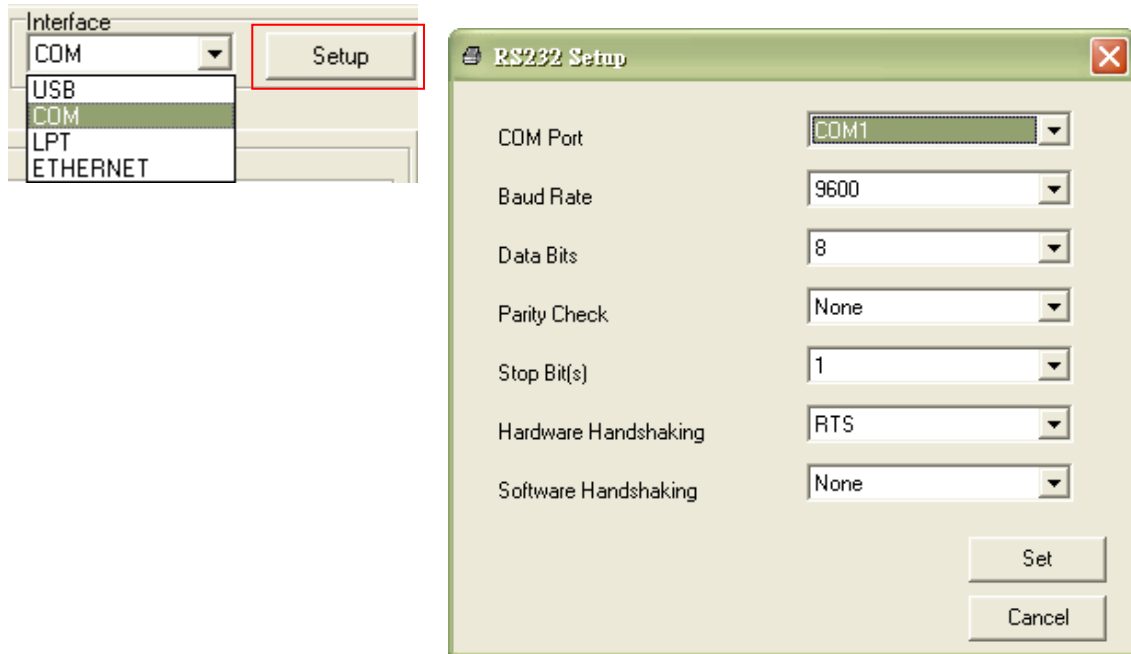 Interface
COM
Setup
USB
COM
LPT
ETHERNET
RS232 Setup
COM Port COM1
Baud Rate 9600
Data Bits 8
Parity Check None
Stop Bit(s) 1
Hardware Handshaking RTS
Software Handshaking None
Set
Cancel